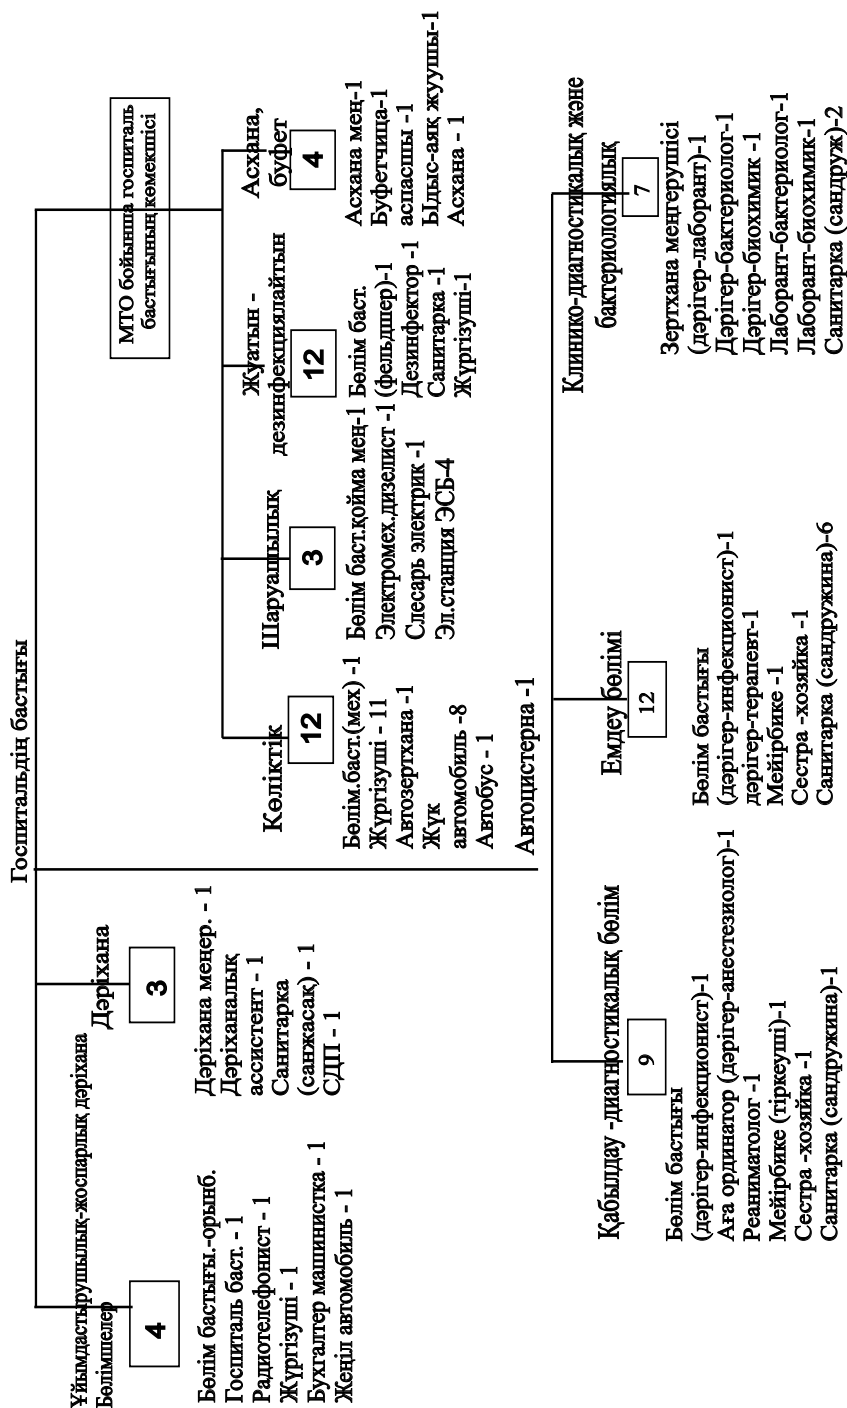 Госпитальдің бастығы
Ұйымдастырушылық-жоспарлық дәріхана
Бөлімшелер
4
Бөлім бастығы.-орынб.
Госпиталь баст. - 1
Радиотелефонист - 1
Жүргізуші - 1
Бухгалтер машинистка - 1
Жеңіл автомобиль - 1
Дәріхана
3
Дәріхана меңгер. - 1
Дәріханалық
ассистент - 1
Санитарка
(санжасақ) - 1
СДП - 1
МТО бойынша госпиталь
бастығының көмекшісі
Көліктік
12
Бөлім.баст.(мех) -1
Жүргізуші - 11
Автозертхана -1
Жүк
автомобиль -8
Автобус - 1
Автоцистерна -1
Шаруашылық
3
Бөлім баст.қойма мең-1
Электромех.дизелист -1
Слесарь электрик -1
Эл.станция ЭСБ-4
Жуатын -
дезинфекциялайтын
12
Бөлім баст.
(фельдшер)-1
Дезинфектор -1
Санитарка -1
Жүргізуші-1
Асхана,
буфет
4
Асхана мең-1
Буфетчица-1
аспасшы -1
Ыдыс-аяқ жуушы-1
Асхана - 1
Қабылдау -диагностикалық бөлім
9
Бөлім бастығы
(дәрігер-инфекционист)-1
Аға ординатор (дәрігер-анестезиолог)-1
Реаниматолог -1
Мейірбике (тіркеуші)-1
Сестра -хозяйка -1
Санитарка (сандружина)-1
Емдеу бөлімі
12
Бөлім бастығы
(дәрігер-инфекционист)-1
дәрігер-терапевт-1
Мейірбике -1
Сестра -хозяйка -1
Санитарка (сандружина)-6
Клинико-диагностикалық және
бактериологиялық
7
Зертхана меңгерушісі
(дәрігер-лаборант)-1
Дәрігер-бактериолог-1
Дәрігер-биохимик -1
Лаборант-бактериолог-1
Лаборант-биохимик-1
Санитарка (сандруж)-2